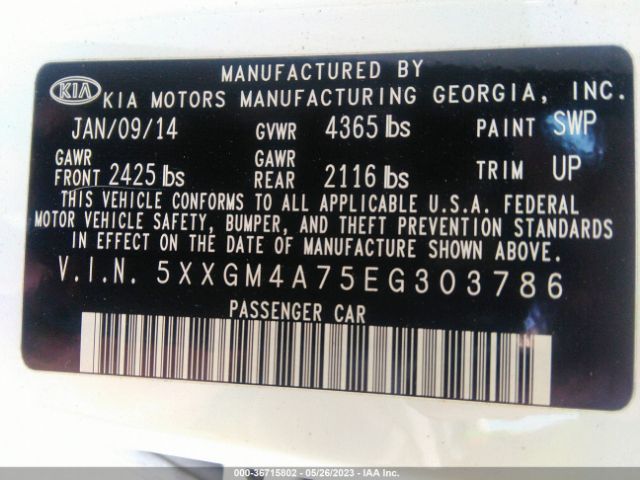 MANUFACTURED BY
KIA KIA MOTORS MANUFACTURING GEORGIA, INC.
JAN/09/14 GVWR 4365 lbs PAINT SWP
GAWR FRONT 2425 lbs GAWR REAR 2116 lbs TRIM UP
THIS VEHICLE CONFORMS TO ALL APPLICABLE U.S.A. FEDERAL
MOTOR VEHICLE SAFETY, BUMPER, AND THEFT PREVENTION STANDARDS
IN EFFECT ON THE DATE OF MANUFACTURE SHOWN ABOVE.
V.I.N. 5XXGM4A75EG303786
PASSENGER CAR
000-36715802 - 05/26/2023 - IAA Inc.